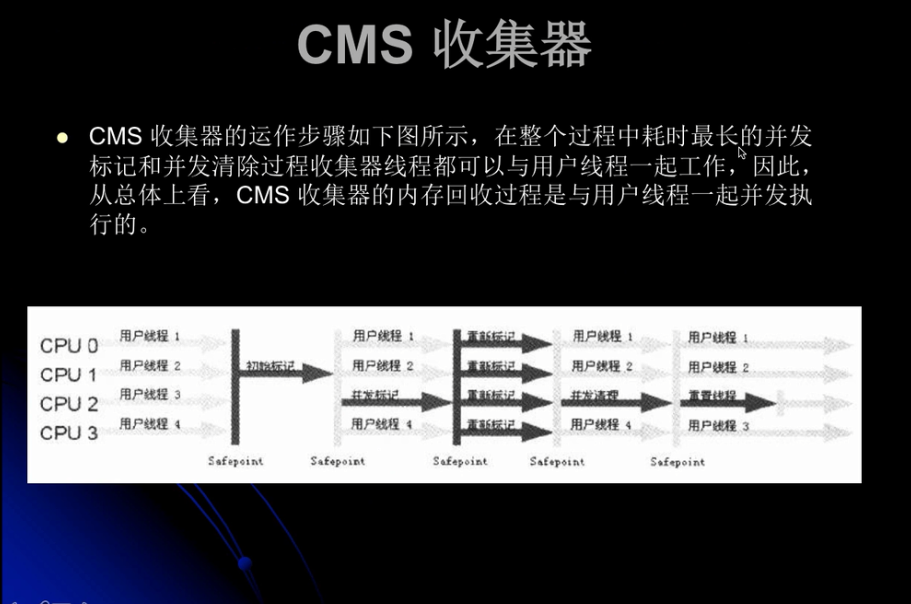 CMS 收集器
CMS 收集器的运作步骤如下图所示，在整个过程中耗时最长的并发
标记和并发清除过程收集器线程都可以与用户线程一起工作，因此，
从总体上看，CMS 收集器的内存回收过程是与用户线程一起并发执
行的。
CPU 0 用户线程 1 用户线程 1 重新标记 用户线程 1 用户线程 1
CPU 1 用户线程 2 初始标记 用户线程 2 重新标记 用户线程 2 用户线程 2
CPU 2 用户线程 3 并发标记 重新标记 并发清理 重置线程
CPU 3 用户线程 4 用户线程 4 重新标记 用户线程 4 用户线程 3
Safepoint Safepoint Safepoint Safepoint Safepoint